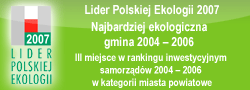 2007
LIDER
POLSKIEJ
EKOLOGII
Lider Polskiej Ekologii 2007
Najbardziej ekologiczna
gmina 2004 – 2006
III miejsce w rankingu inwestycyjnym
samorządów 2004 – 2006
w kategorii miasta powiatowe